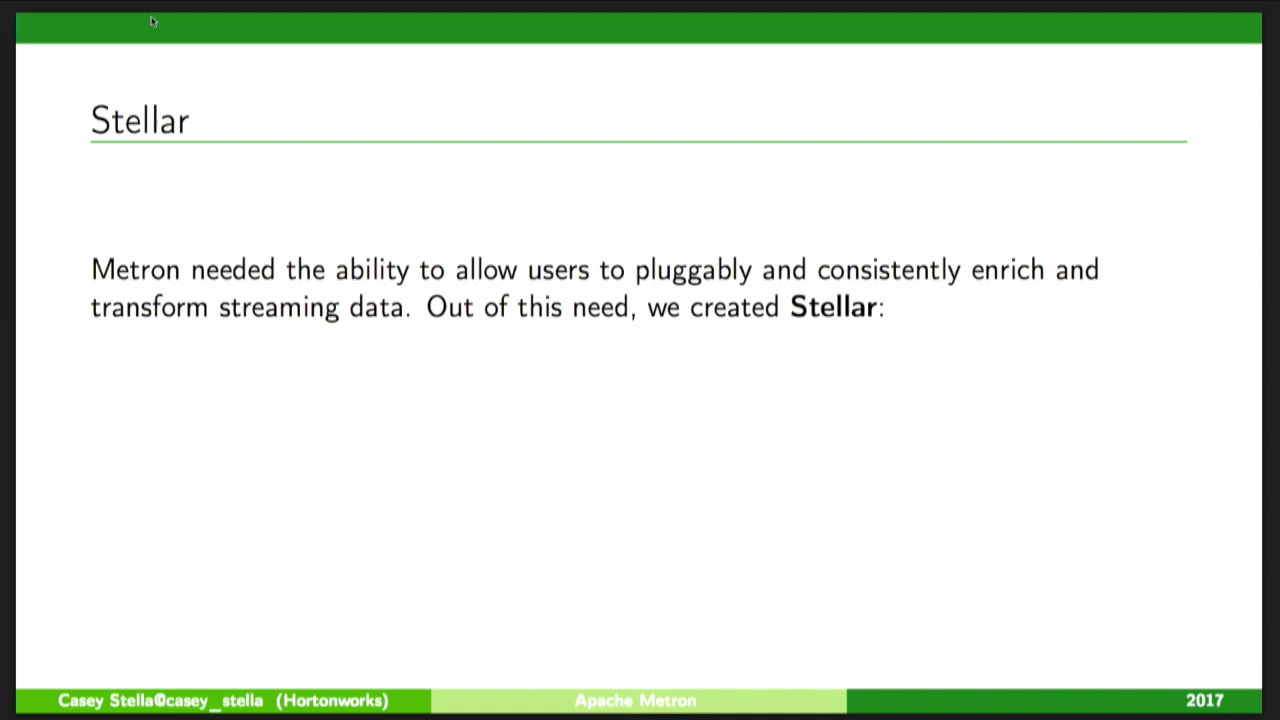 Stellar
Metron needed the ability to allow users to pluggably and consistently enrich and
transform streaming data. Out of this need, we created Stellar:
Casey Stella@casey_stella (Hortonworks)
Apache Metron
2017